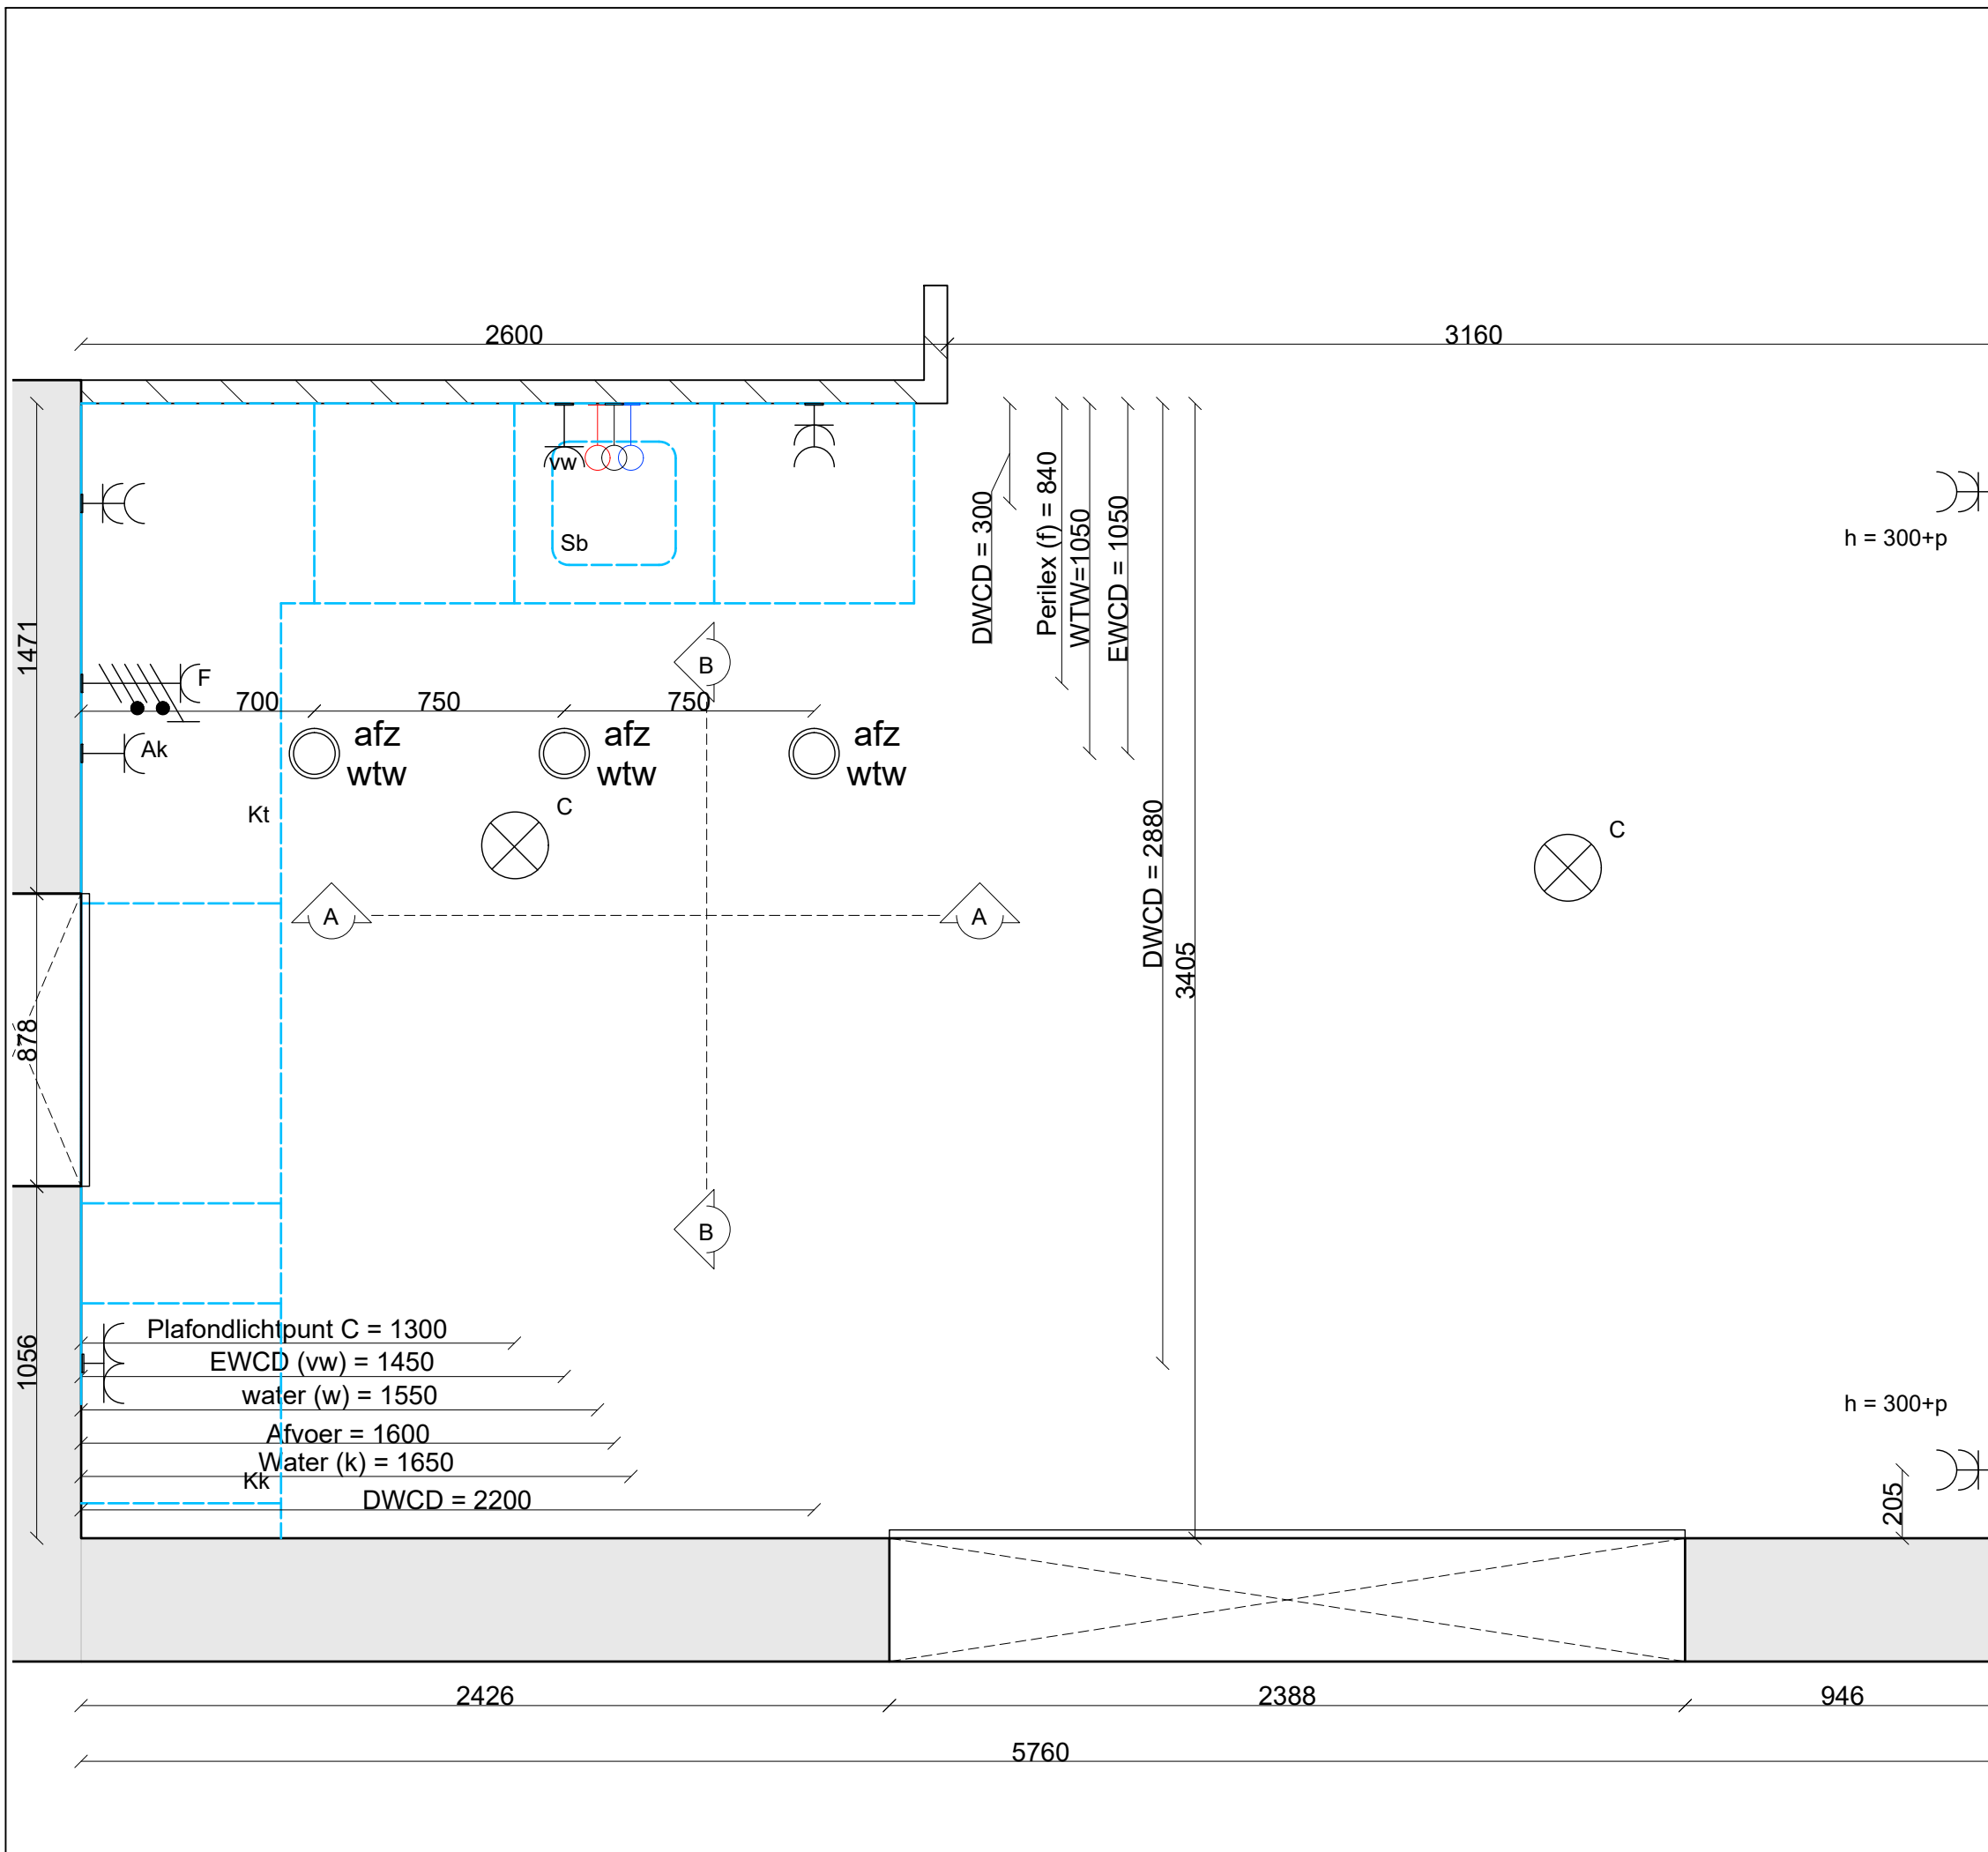 2600
3160
vw
Sb
DWCD = 300
Perilex (f) = 840
WTW=1050
EWCD = 1050
h = 300+p
1471
F
B
700
750
750
afz
wtw
afz
wtw
afz
wtw
Ak
Kt
C
C
DWCD = 2880
3405
A
A
878
B
1056
Plafondlichtpunt C = 1300
EWCD (vw) = 1450
water (w) = 1550
Afvoer = 1600
Water (k) = 1650
Kk
DWCD = 2200
h = 300+p
205
2426
2388
946
5760